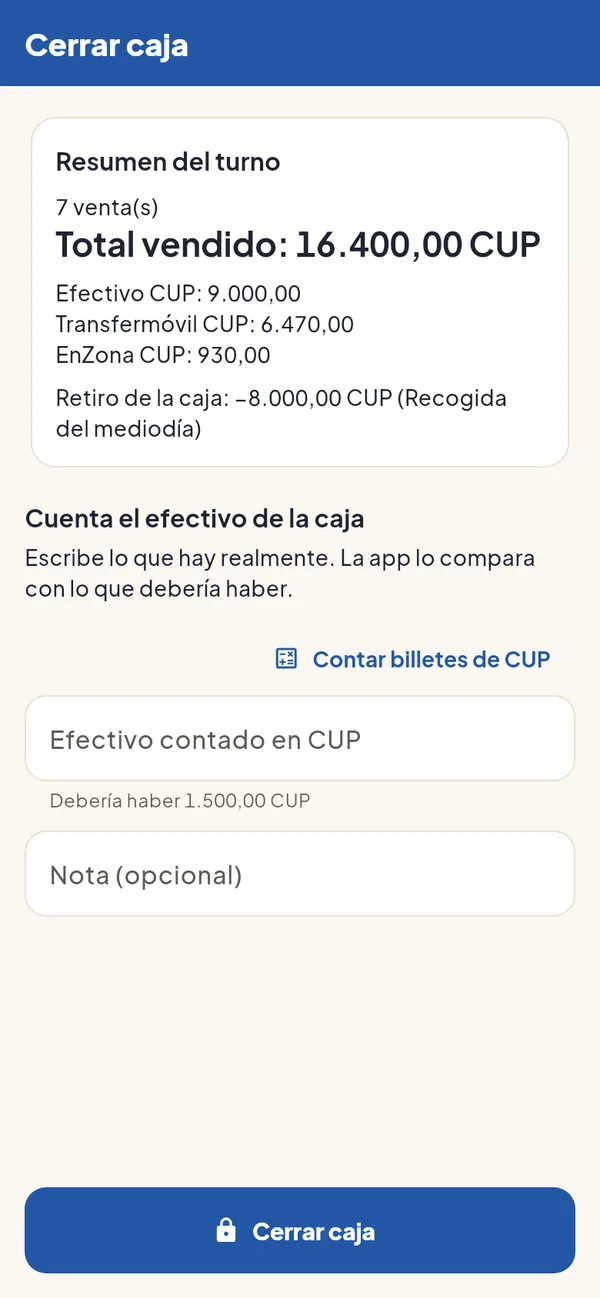 Cerrar caja
Resumen del turno
7 venta(s)
Total vendido: 16.400,00 CUP
Efectivo CUP: 9.000,00
Transfermóvil CUP: 6.470,00
EnZona CUP: 930,00
Retiro de la caja: −8.000,00 CUP (Recogida
del mediodía)
Cuenta el efectivo de la caja
Escribe lo que hay realmente. La app lo compara
con lo que debería haber.
Contar billetes de CUP
Efectivo contado en CUP
Debería haber 1.500,00 CUP
Nota (opcional)
Cerrar caja